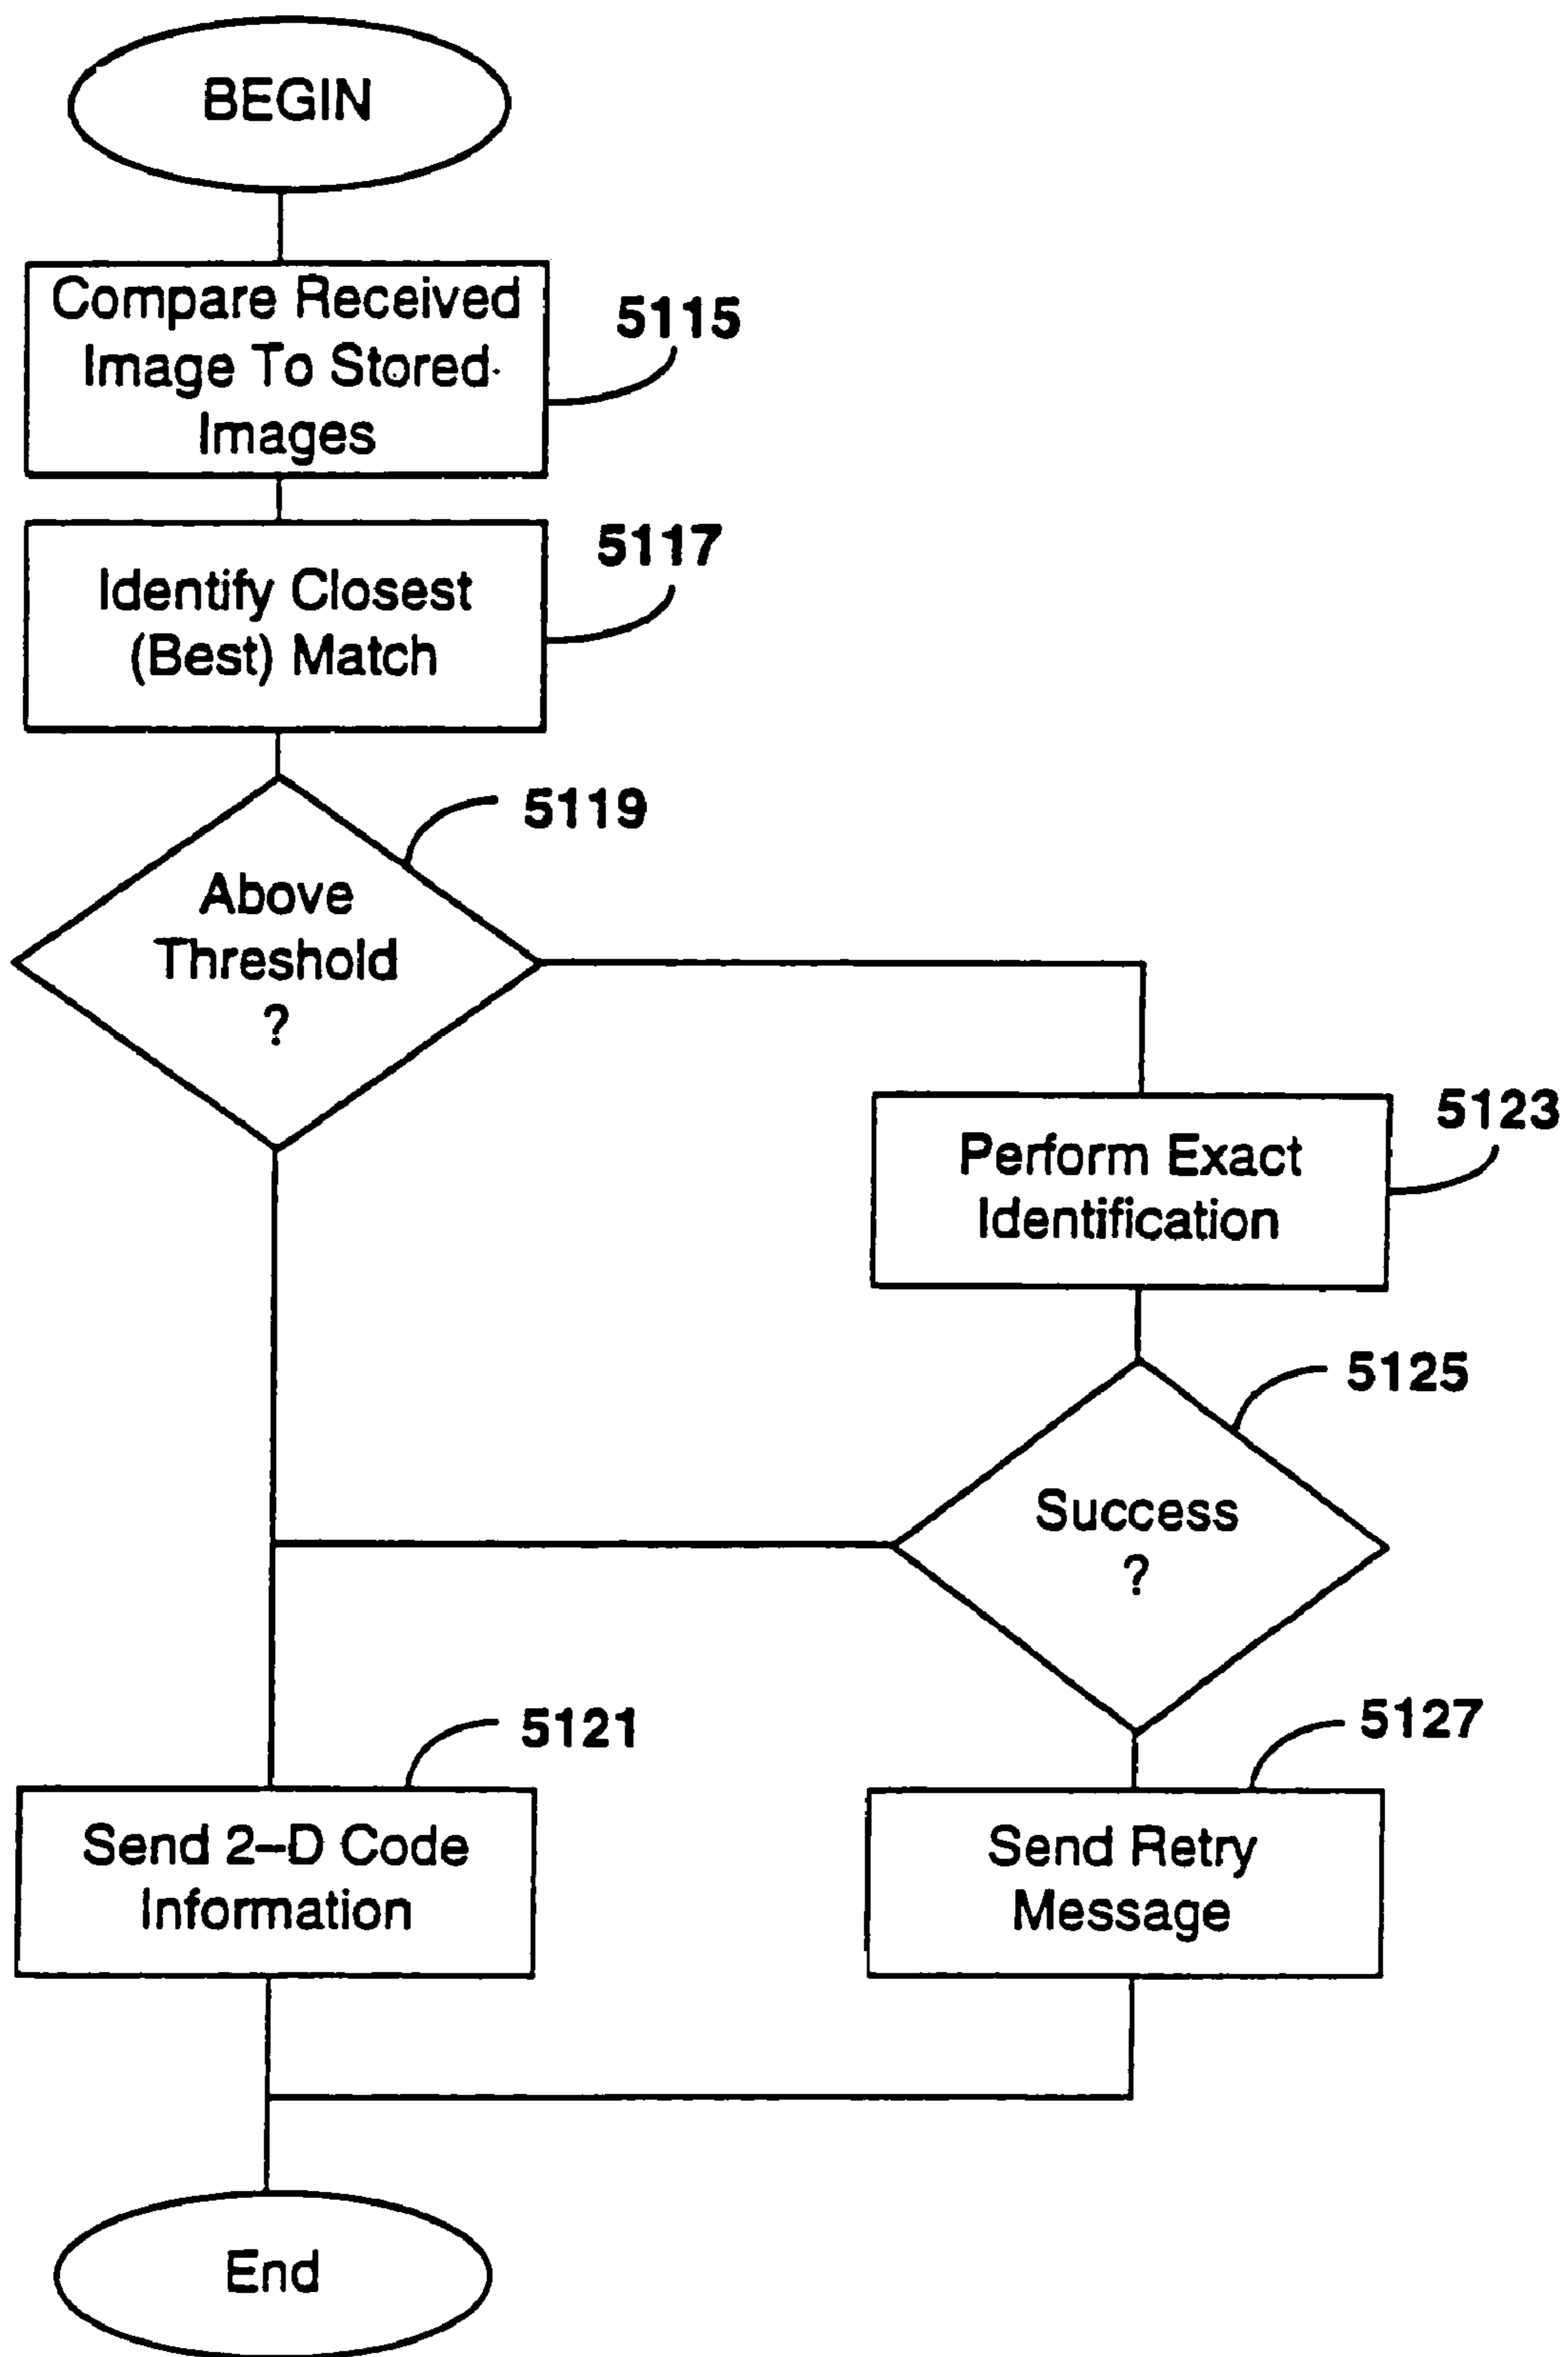 BEGIN
Compare Received
Image To Stored
Images
5115
Identify Closest
(Best) Match
5117
Above
Threshold
?
5119
Perform Exact
Identification
5123
Success
?
5125
Send 2–D Code
Information
5121
Send Retry
Message
5127
End